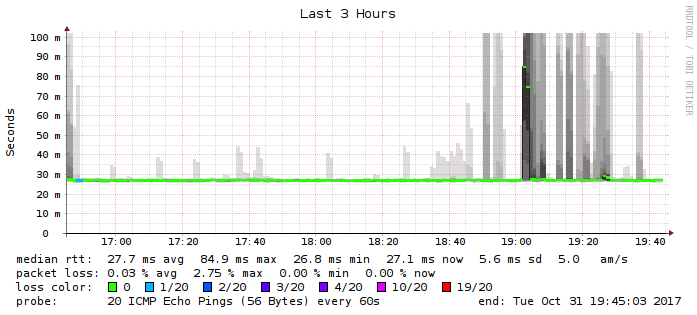 Last 3 Hours
RRDTOOL / TOBI OETIKER
Seconds
100 m
90 m
80 m
70 m
60 m
50 m
40 m
30 m
20 m
10 m
0
17:00 17:20 17:40 18:00 18:20 18:40 19:00 19:20 19:40
median rtt: 27.7 ms avg 84.9 ms max 26.8 ms min 27.1 ms now 5.6 ms sd 5.0 am/s
packet loss: 0.03 % avg 2.75 % max 0.00 % min 0.00 % now
loss color: 0 1/20 2/20 3/20 4/20 10/20 19/20
probe: 20 ICMP Echo Pings (56 Bytes) every 60s end: Tue Oct 31 19:45:03 2017